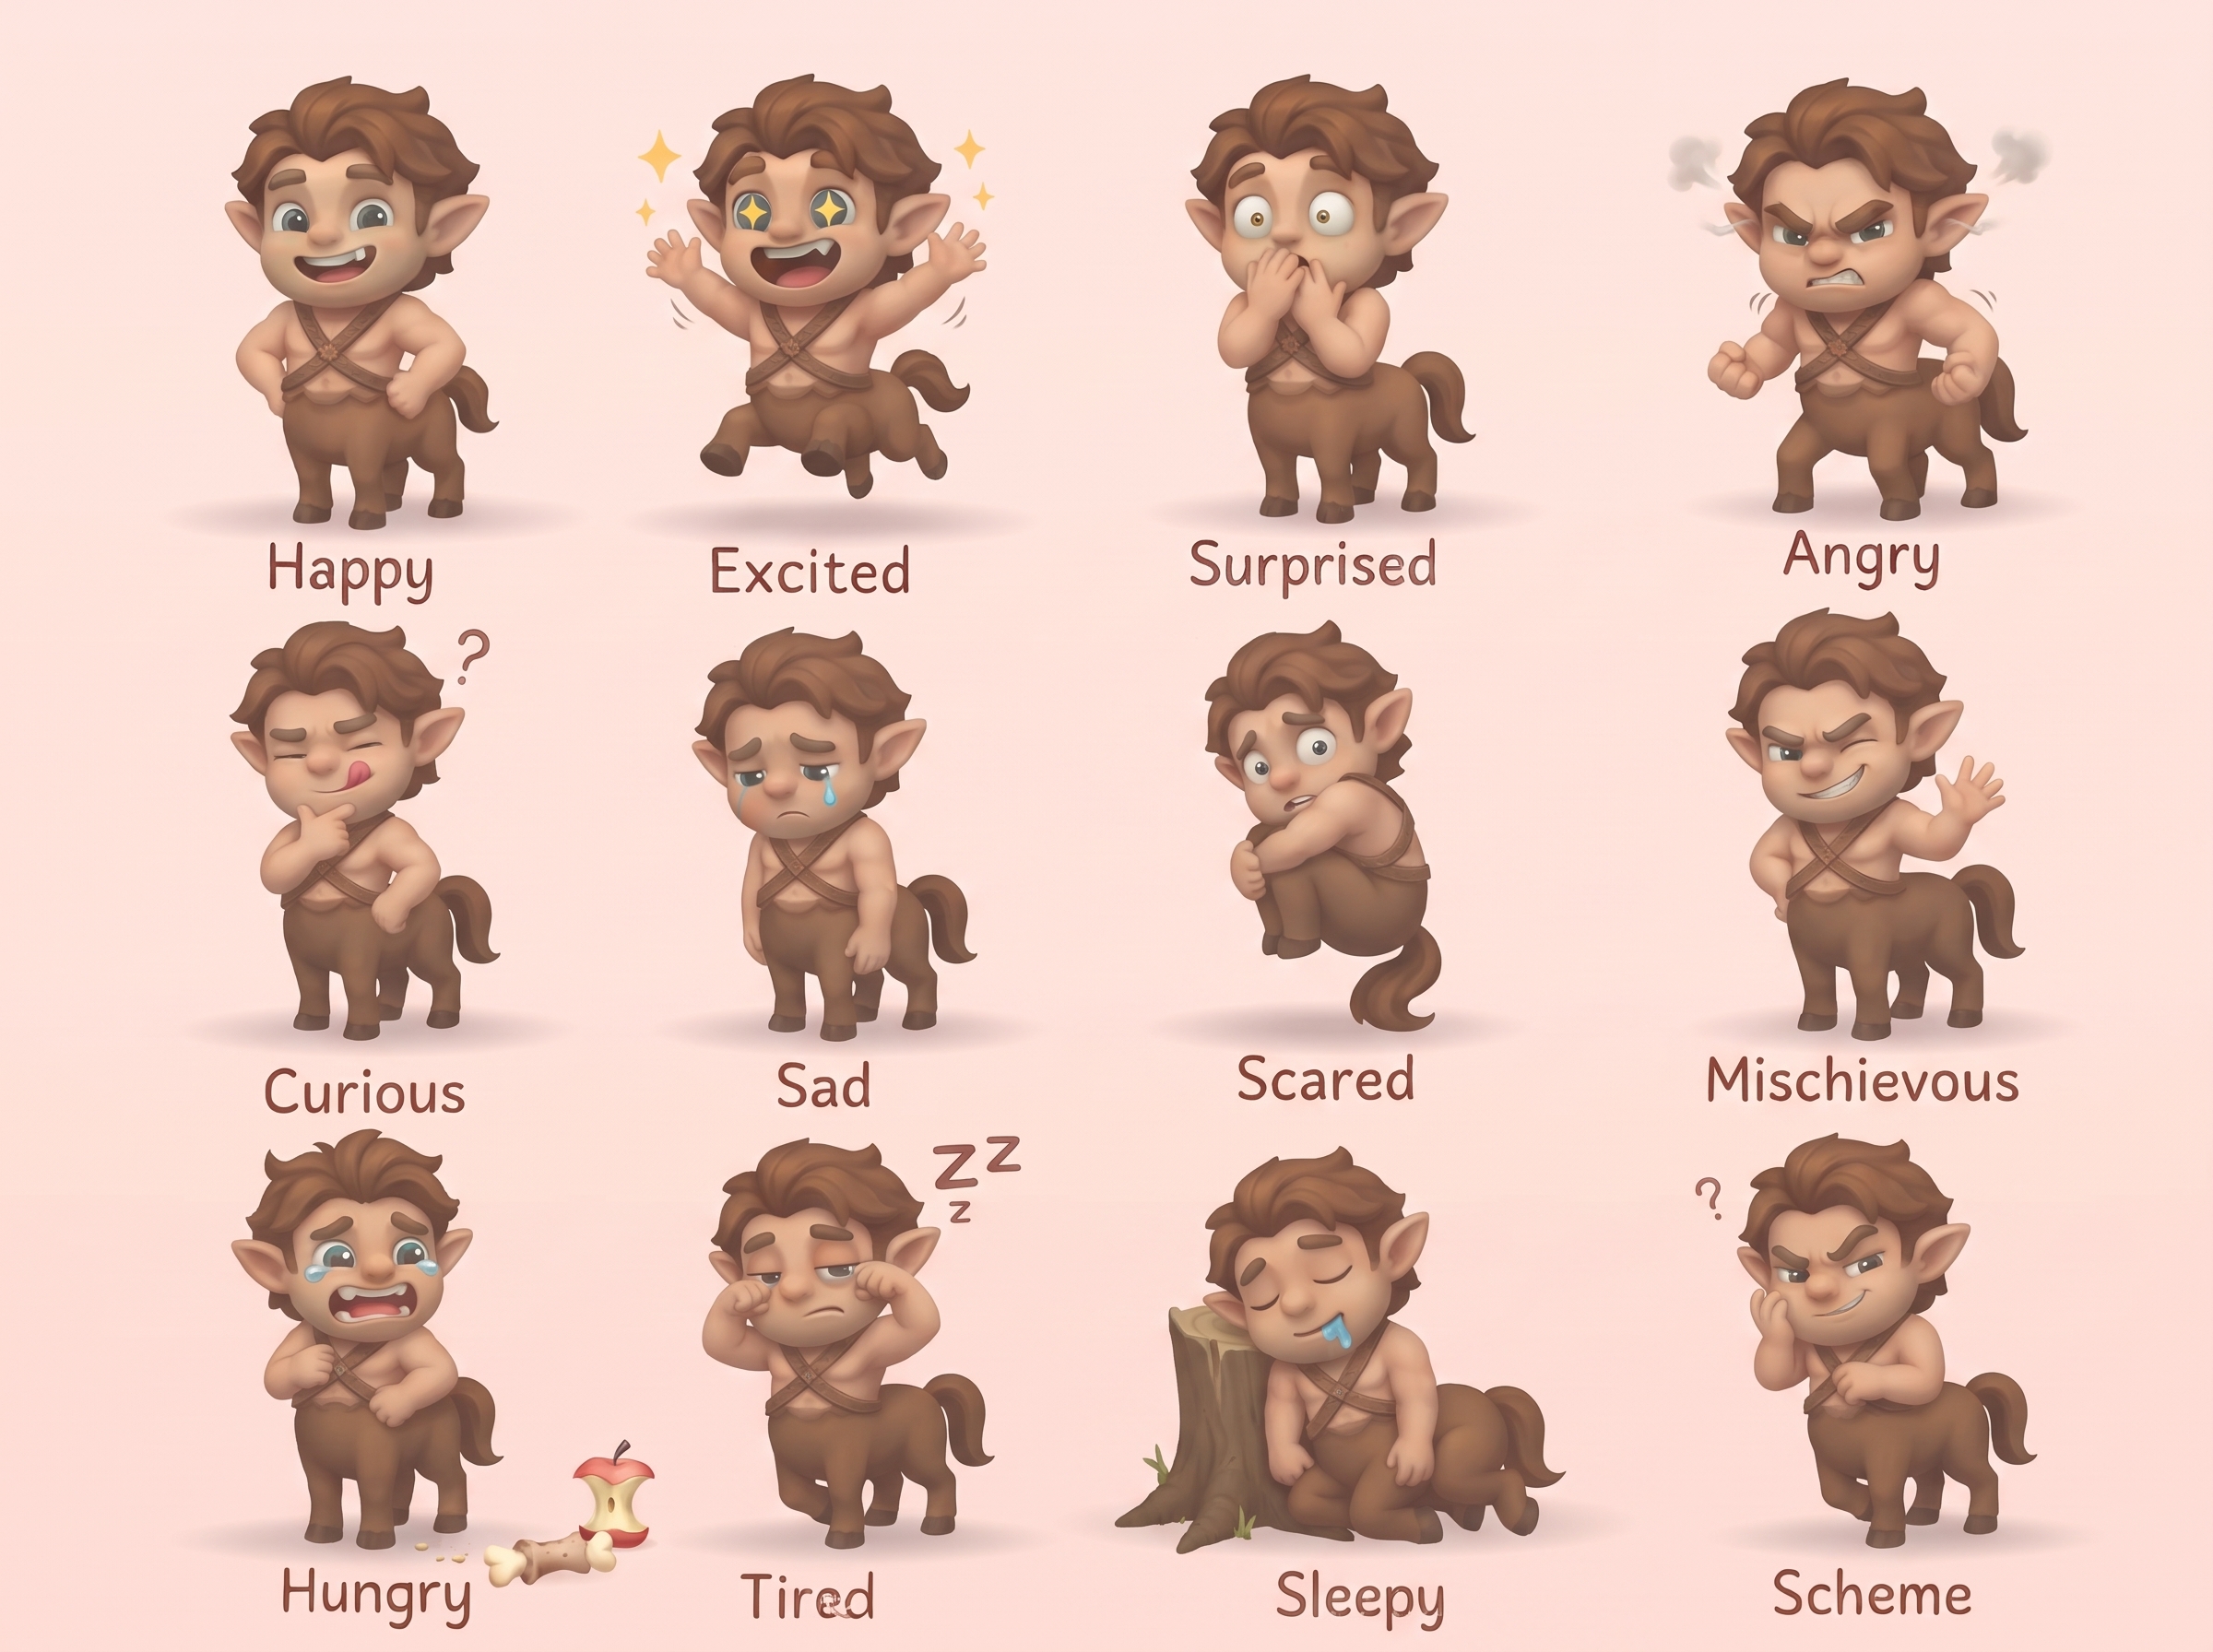 Happy
Excited
Surprised
Angry
?
Curious
Sad
Scared
Mischievous
Z Z
z
?
Hungry
Tired
Sleepy
Scheme